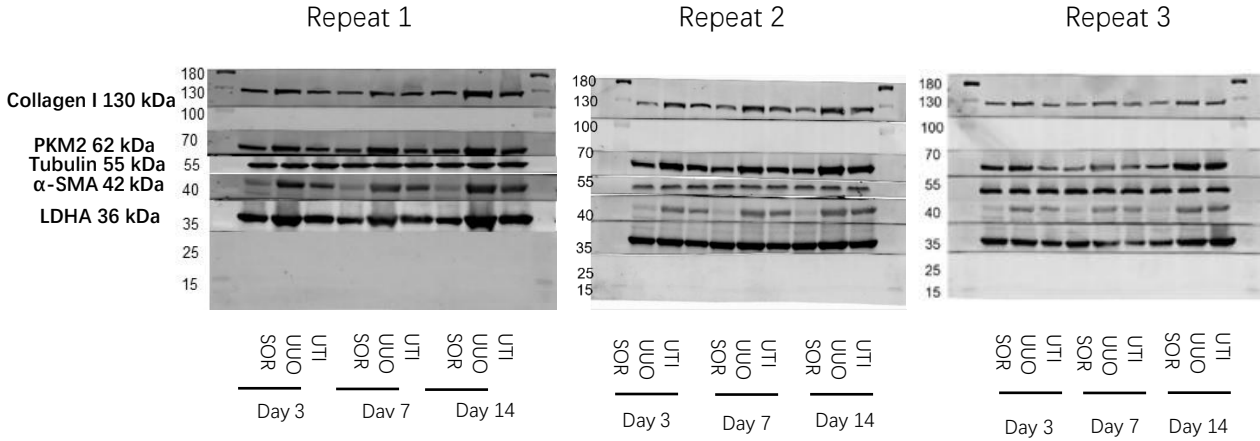 Repeat 1
Repeat 2
Repeat 3
Collagen I 130 kDa
PKM2 62 kDa
Tubulin 55 kDa
α-SMA 42 kDa
LDHA 36 kDa
180
130
100
70
55
40
35
25
15
180
130
100
70
55
40
35
25
15
180
130
100
70
55
40
35
25
15
SOR
UUO
UTI
SOR
UUO
UTI
SOR
UUO
UTI
Day 3
Dav 7
Day 14
SOR
UUO
UTI
SOR
UUO
UTI
SOR
UUO
UTI
Day 3
Day 7
Day 14
SOR
UUO
UTI
SOR
UUO
UTI
SOR
UUO
UTI
Day 3
Day 7
Day 14